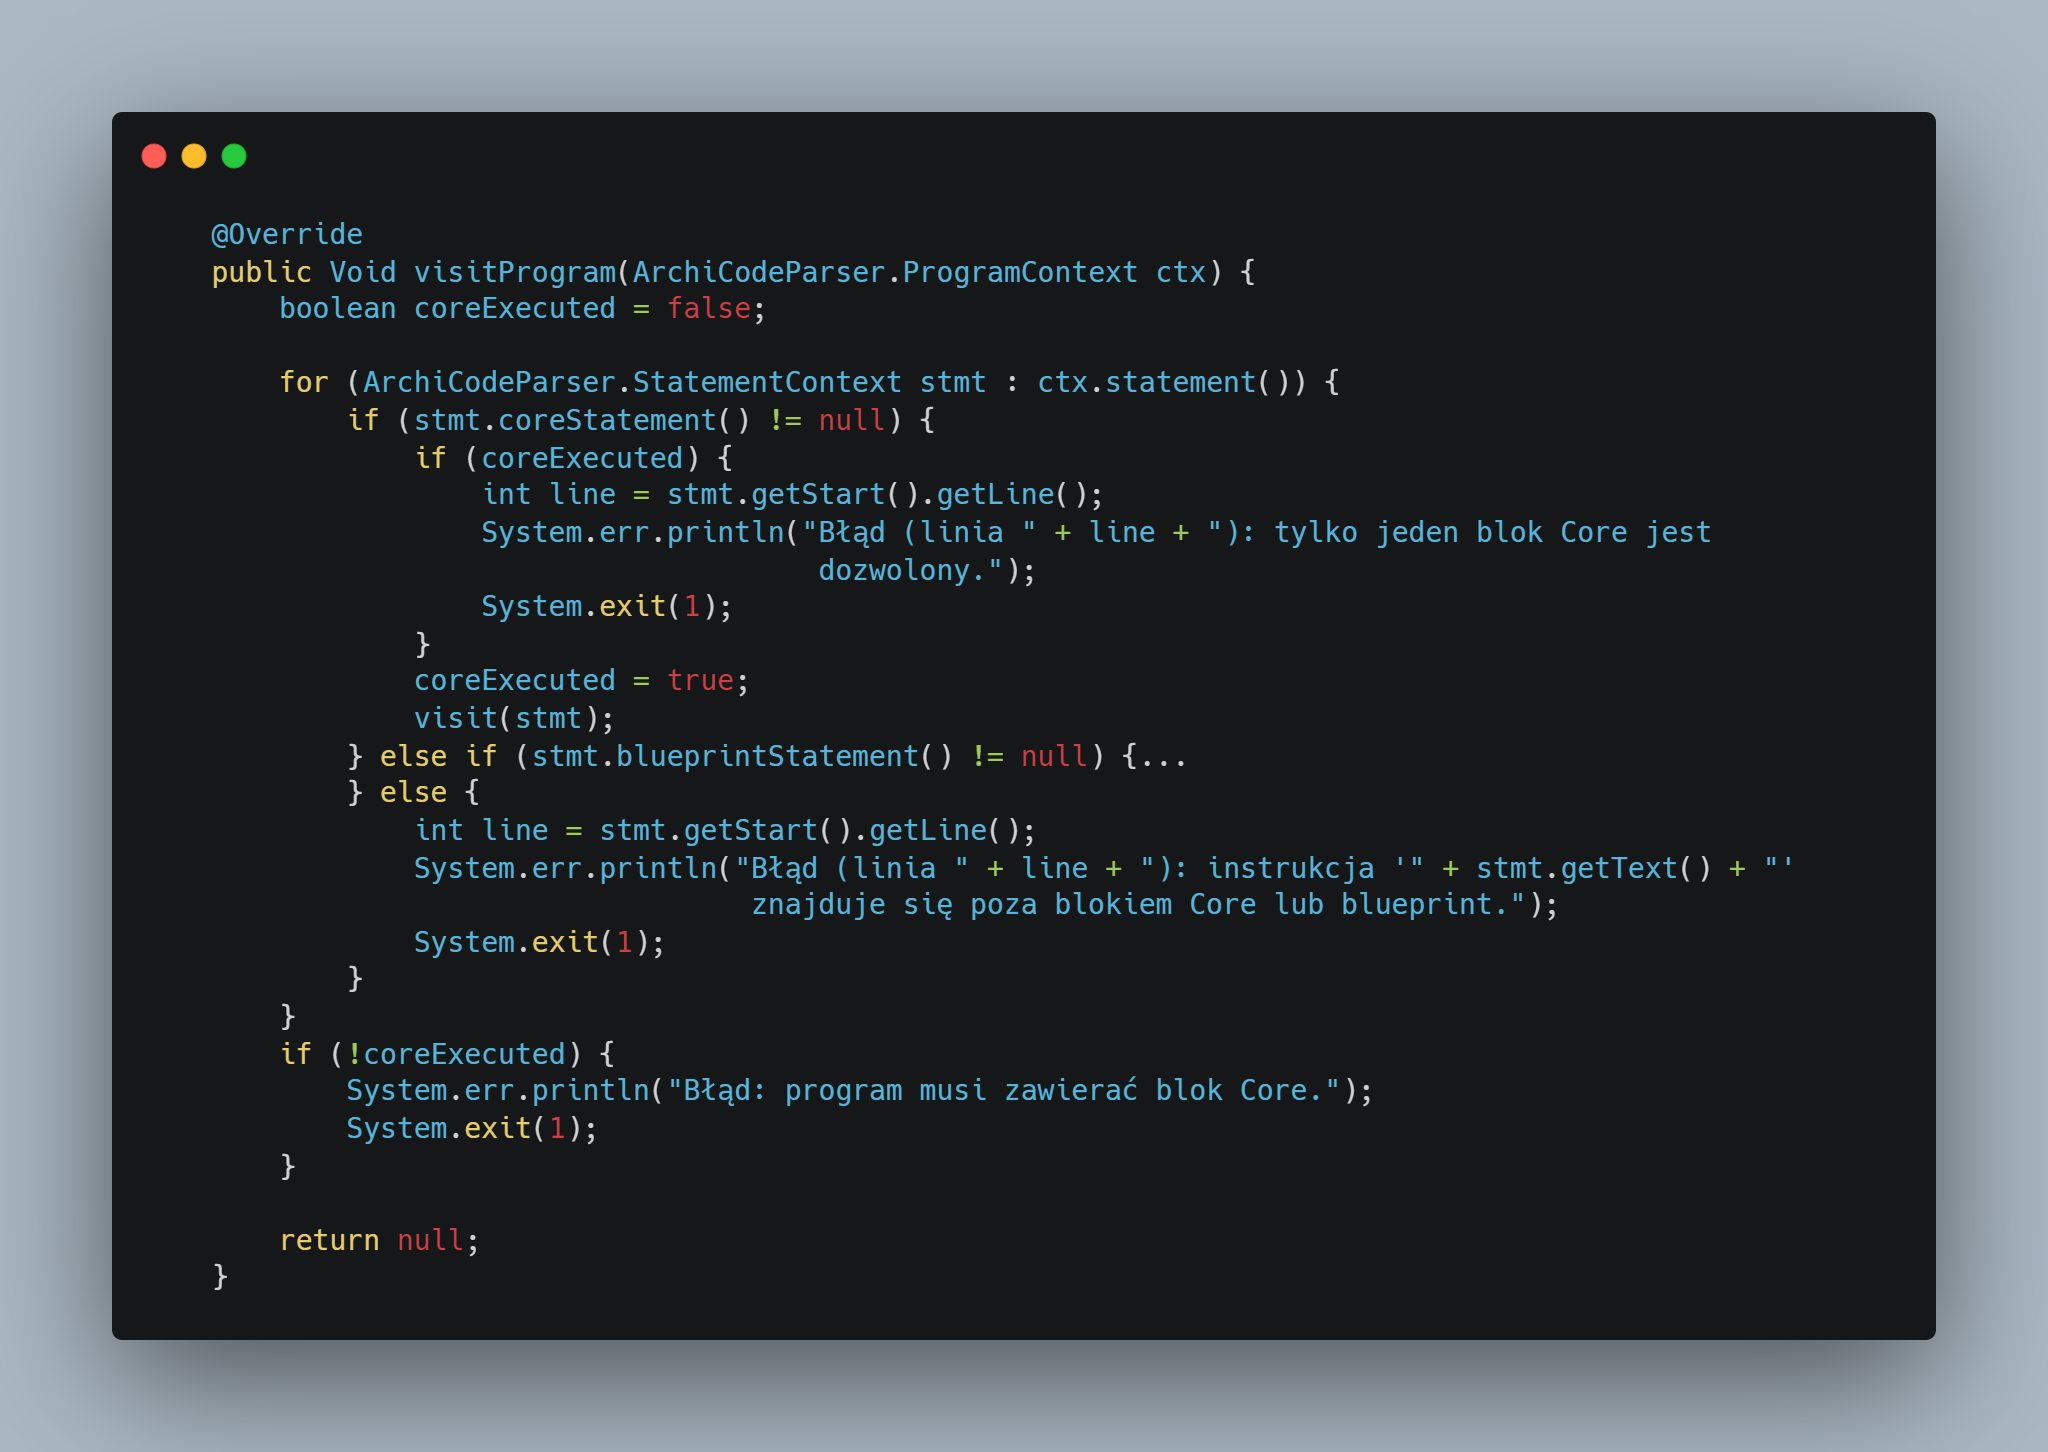 @Override
public Void visitProgram(ArchiCodeParser.ProgramContext ctx) {
    boolean coreExecuted = false;

    for (ArchiCodeParser.StatementContext stmt : ctx.statement()) {
        if (stmt.coreStatement() != null) {
            if (coreExecuted) {
                int line = stmt.getStart().getLine();
                System.err.println("Błąd (linia " + line + "): tylko jeden blok Core jest
                                    dozwolony.");
                System.exit(1);
            }
            coreExecuted = true;
            visit(stmt);
        } else if (stmt.blueprintStatement() != null) {...
        } else {
            int line = stmt.getStart().getLine();
            System.err.println("Błąd (linia " + line + "): instrukcja '" + stmt.getText() + "'
                                znajduje się poza blokiem Core lub blueprint.");
            System.exit(1);
        }
    }
    if (!coreExecuted) {
        System.err.println("Błąd: program musi zawierać blok Core.");
        System.exit(1);
    }

    return null;
}